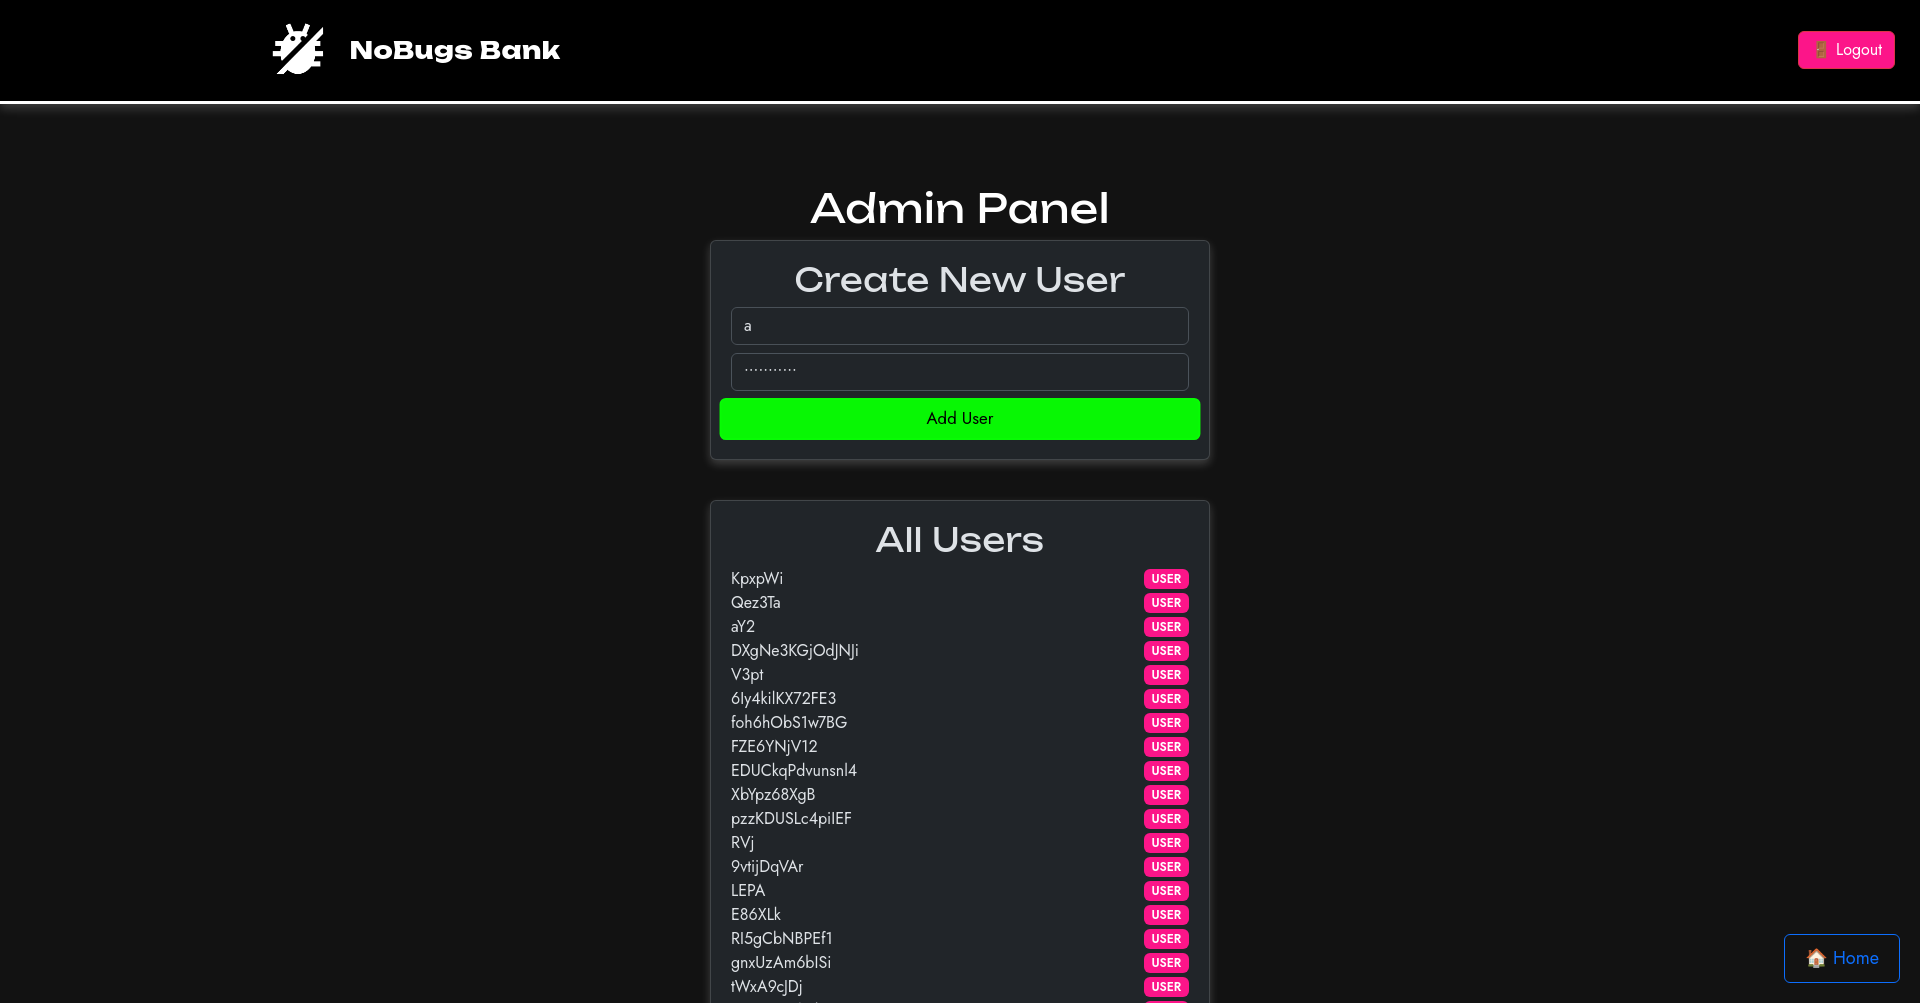 NoBugs Bank
🚪 Logout
Admin Panel
Create New User
a
···········
Add User
All Users
KpxpWi USER
Qez3Ta USER
aY2 USER
DXgNe3KGjOdJNJi USER
V3pt USER
6Iy4kilKX72FE3 USER
foh6hObS1w7BG USER
FZE6YNjV12 USER
EDUCkqPdvunsnl4 USER
XbYpz68XgB USER
pzzKDUSLc4piIEF USER
RVj USER
9vtijDqVAr USER
LEPA USER
E86XLk USER
RI5gCbNBPEf1 USER
gnxUzAm6bISi USER
tWxA9cJDj USER
🏠 Home